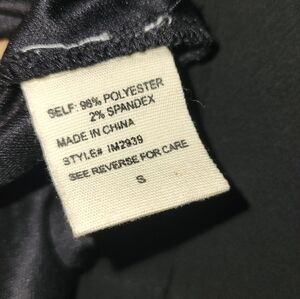 SELF: 98% POLYESTER
2% SPANDEX
MADE IN CHINA
STYLE# IM2939
SEE REVERSE FOR CARE
S